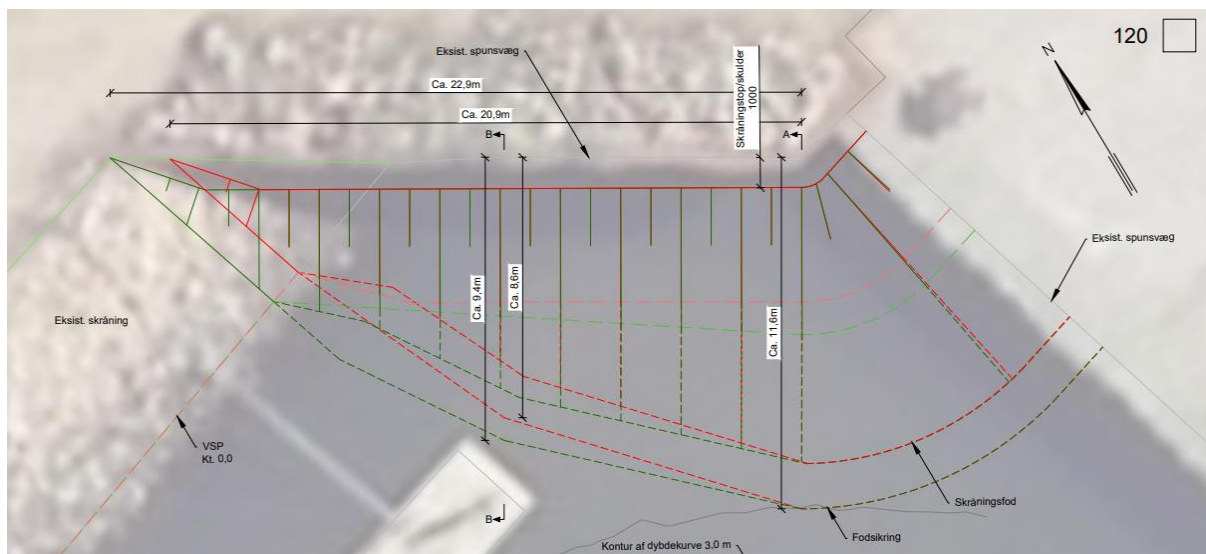 120
N
Eksist. spunsvæg
Ca. 22,9m
Ca. 20,9m
Skråningstop/skulder
1000
B
A
Eksist. spunsvæg
Ca. 9,4m
Ca. 8,6m
Ca. 11,6m
Eksist. skråning
VSP
Kt. 0,0
Skråningsfod
B
Fodsikring
Kontur af dybdekurve 3,0 m